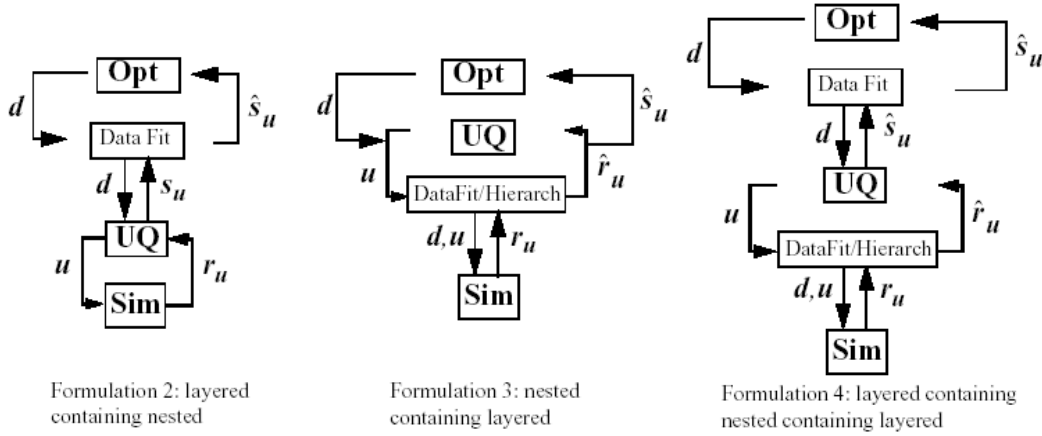 Opt
d
ŝu
Data Fit
d
su
UQ
u
ru
Sim
Formulation 2: layered
containing nested
Opt
d
ŝu
UQ
u
r̂u
DataFit/Hierarch
d,u
ru
Sim
Formulation 3: nested
containing layered
Opt
d
ŝu
Data Fit
d
ŝu
UQ
u
r̂u
DataFit/Hierarch
d,u
ru
Sim
Formulation 4: layered containing
nested containing layered